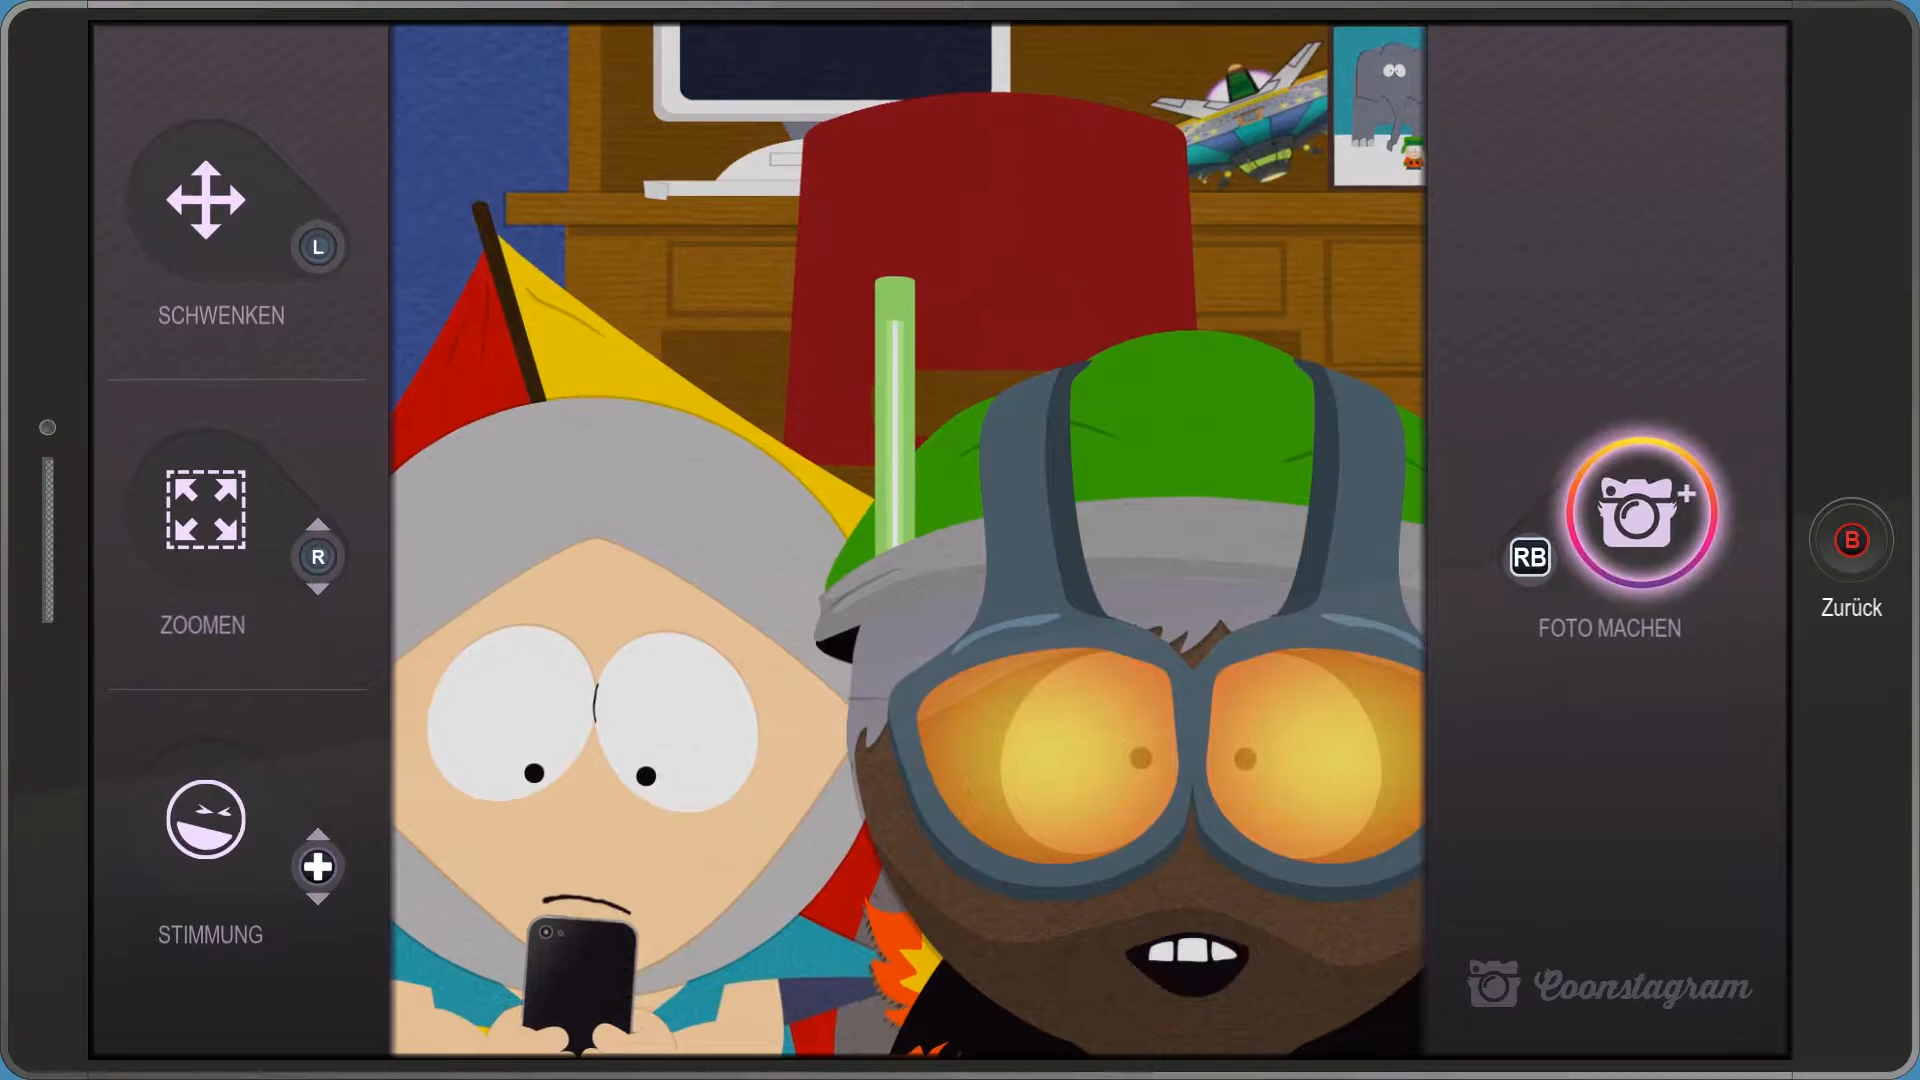 L
SCHWENKEN
R
ZOOMEN
STIMMUNG
RB
FOTO MACHEN
B
Zurück
Coonstagram